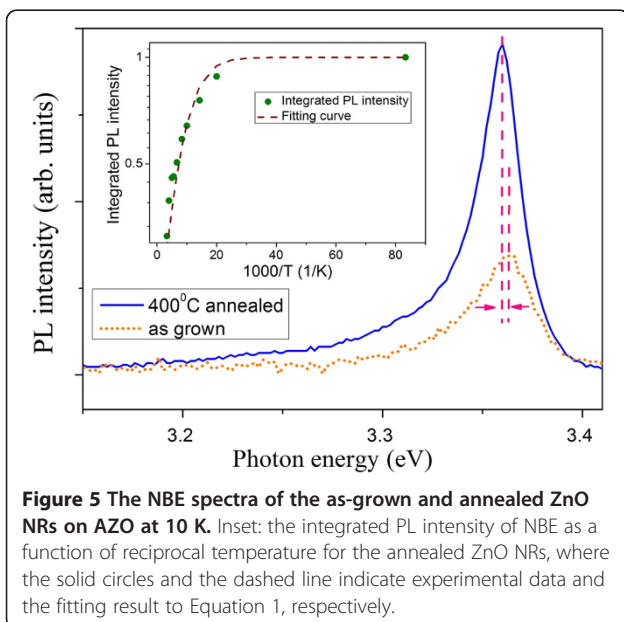 PL intensity (arb. units)
Integrated PL intensity
1
0.5
Integrated PL intensity
Fitting curve
0
20
40
60
80
1000/T (1/K)
400⁰C annealed
as grown
3.2
3.3
3.4
Photon energy (eV)
Figure 5 The NBE spectra of the as-grown and annealed ZnO
NRs on AZO at 10 K. Inset: the integrated PL intensity of NBE as a
function of reciprocal temperature for the annealed ZnO NRs, where
the solid circles and the dashed line indicate experimental data and
the fitting result to Equation 1, respectively.